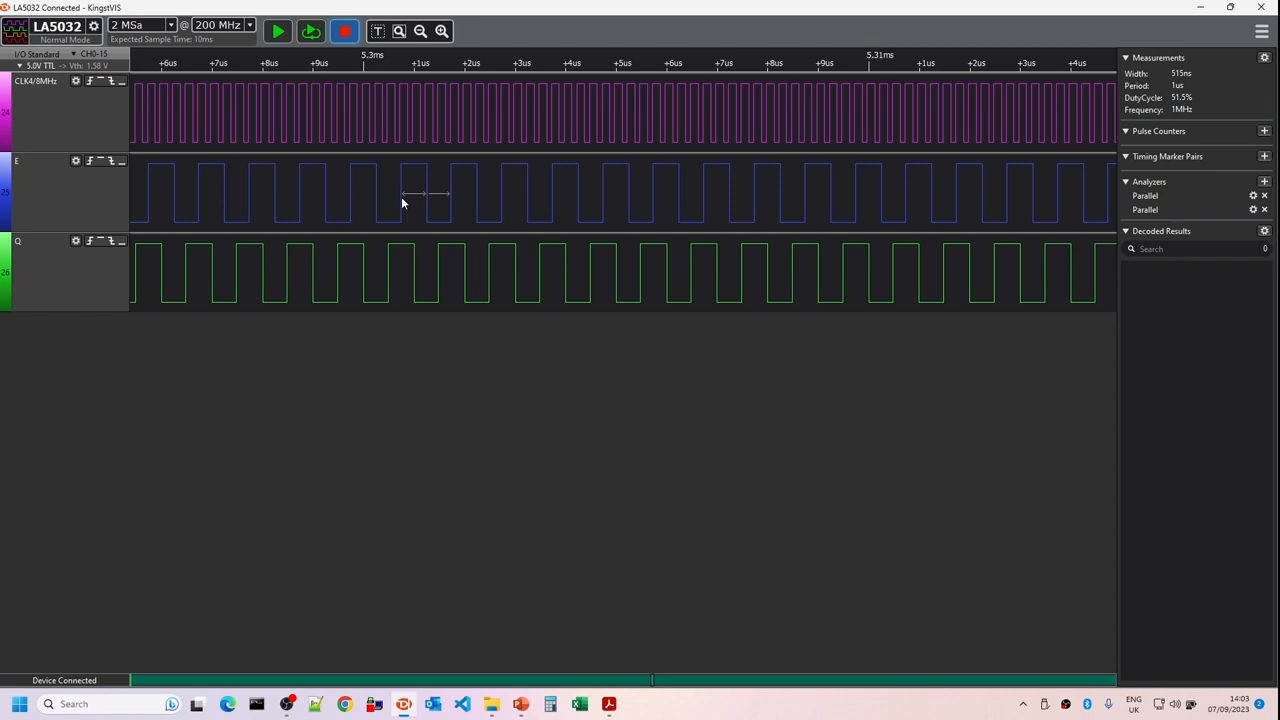 LA5032 Connected - KingstVIS
LA5032
Normal Mode
2 MSa @ 200 MHz
Expected Sample Time: 10ms
I/O Standard CH0-15
5.0V TTL -> Vth: 1.58 V
5.3ms 5.31ms
+6us +7us +8us +9us +1us +2us +3us +4us +5us +6us +7us +8us +9us +1us +2us +3us +4us
CLK4/8MHz
24
E
25
Q
26
Measurements
Width: 515ns
Period: 1us
DutyCycle: 51.5%
Frequency: 1MHz
Pulse Counters
Timing Marker Pairs
Analyzers
Parallel
Parallel
Decoded Results
Search 0
Device Connected
Search
ENG
UK
14:03
07/09/2023
2